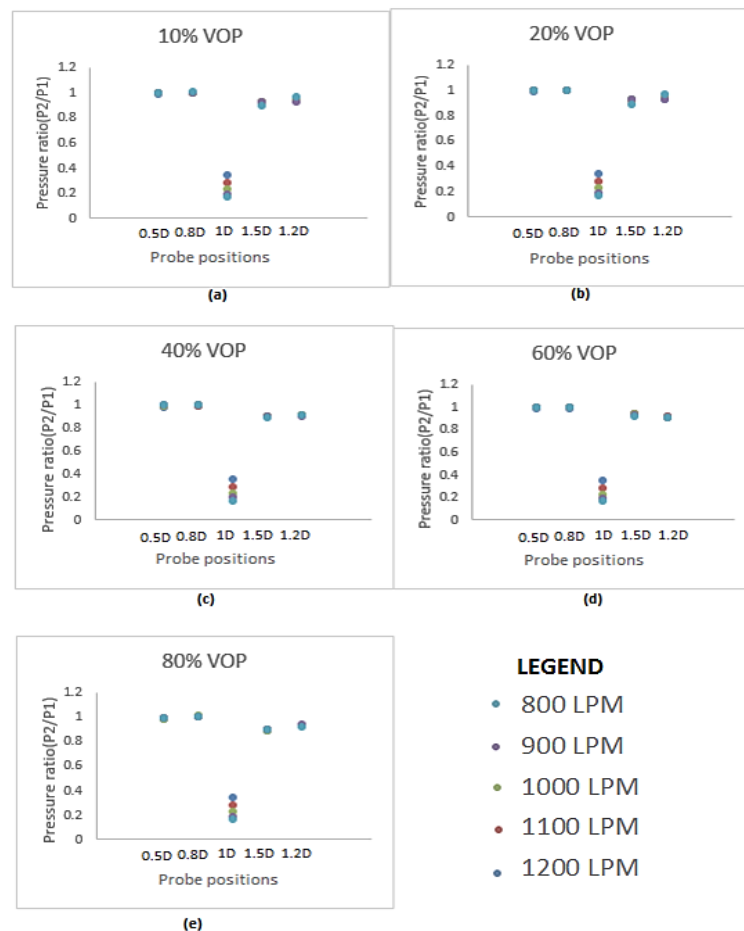 10% VOP
Pressure ratio(P2/P1)
1.2
1
0.8
0.6
0.4
0.2
0
0.5D 0.8D 1D 1.5D 1.2D
Probe positions
(a)
20% VOP
Pressure ratio(P2/P1)
1.2
1
0.8
0.6
0.4
0.2
0
0.5D 0.8D 1D 1.5D 1.2D
Probe positions
(b)
40% VOP
Pressure ratio(P2/P1)
1.2
1
0.8
0.6
0.4
0.2
0
0.5D 0.8D 1D 1.5D 1.2D
Probe positions
(c)
60% VOP
Pressure ratio(P2/P1)
1.2
1
0.8
0.6
0.4
0.2
0
0.5D 0.8D 1D 1.5D 1.2D
Probe positions
(d)
80% VOP
Pressure ratio(P2/P1)
1.2
1
0.8
0.6
0.4
0.2
0
0.5D 0.8D 1D 1.5D 1.2D
Probe positions
(e)
LEGEND
800 LPM
900 LPM
1000 LPM
1100 LPM
1200 LPM